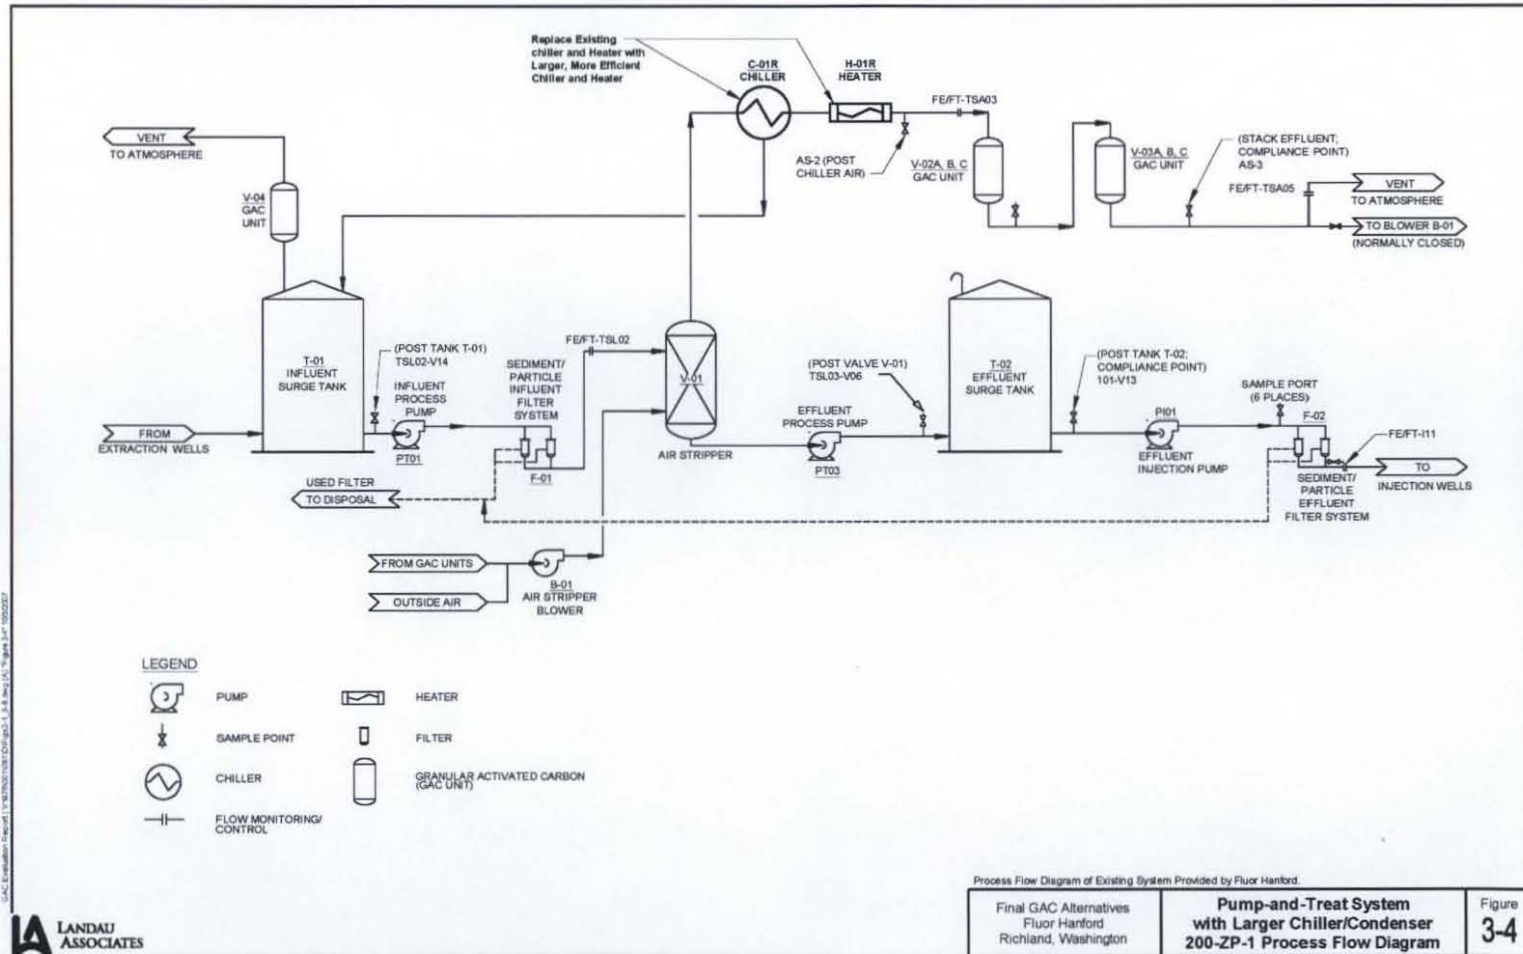 Replace Existing
chiller and Heater with
Larger, More Efficient
Chiller and Heater
C-01R
CHILLER
H-01R
HEATER
FE/FT-TSA03
VENT
TO ATMOSPHERE
AS-2 (POST
CHILLER AIR)
V-02A, B, C
GAC UNIT
V-03A, B, C
GAC UNIT
(STACK EFFLUENT;
COMPLIANCE POINT)
AS-3
FE/FT-TSA05
VENT
TO ATMOSPHERE
TO BLOWER B-01
(NORMALLY CLOSED)
V-04
GAC
UNIT
T-01
INFLUENT
SURGE TANK
(POST TANK T-01)
TSL02-V14
INFLUENT
PROCESS
PUMP
PT01
SEDIMENT/
PARTICLE
INFLUENT
FILTER
SYSTEM
F-01
FE/FT-TSL02
V-01
AIR STRIPPER
(POST VALVE V-01)
TSL03-V06
EFFLUENT
PROCESS PUMP
PT03
T-02
EFFLUENT
SURGE TANK
(POST TANK T-02;
COMPLIANCE POINT)
101-V13
PI01
EFFLUENT
INJECTION PUMP
SAMPLE PORT
(6 PLACES)
F-02
FE/FT-I11
SEDIMENT/
PARTICLE
EFFLUENT
FILTER SYSTEM
TO
INJECTION WELLS
FROM
EXTRACTION WELLS
USED FILTER
TO DISPOSAL
FROM GAC UNITS
OUTSIDE AIR
B-01
AIR STRIPPER
BLOWER
LEGEND
PUMP
HEATER
SAMPLE POINT
FILTER
CHILLER
GRANULAR ACTIVATED CARBON
(GAC UNIT)
FLOW MONITORING/
CONTROL
GAC Evaluation Report
"Figure 3-4"
LANDAU
ASSOCIATES
Process Flow Diagram of Existing System Provided by Fluor Hanford.
Final GAC Alternatives
Fluor Hanford
Richland, Washington
Pump-and-Treat System
with Larger Chiller/Condenser
200-ZP-1 Process Flow Diagram
Figure
3-4